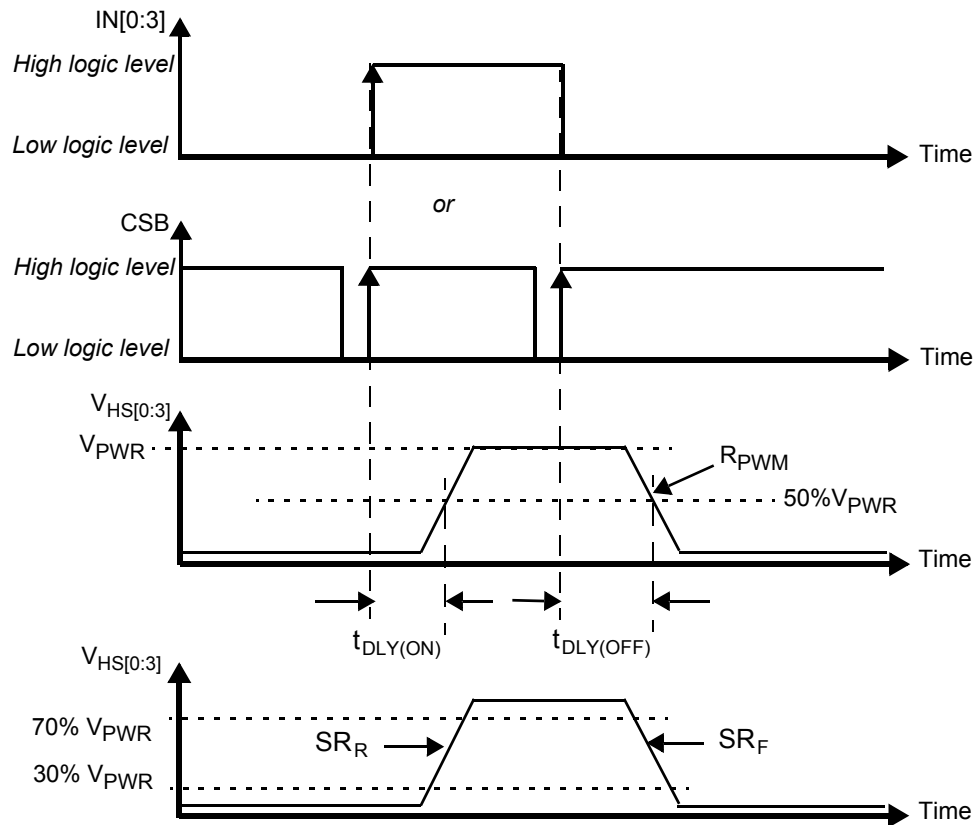 IN[0:3]
High logic level
Low logic level
Time
or
CSB
High logic level
Low logic level
Time
VHS[0:3]
VPWR
RPWM
50%VPWR
Time
tDLY(ON)
tDLY(OFF)
VHS[0:3]
70% VPWR
SRR
SRF
30% VPWR
Time